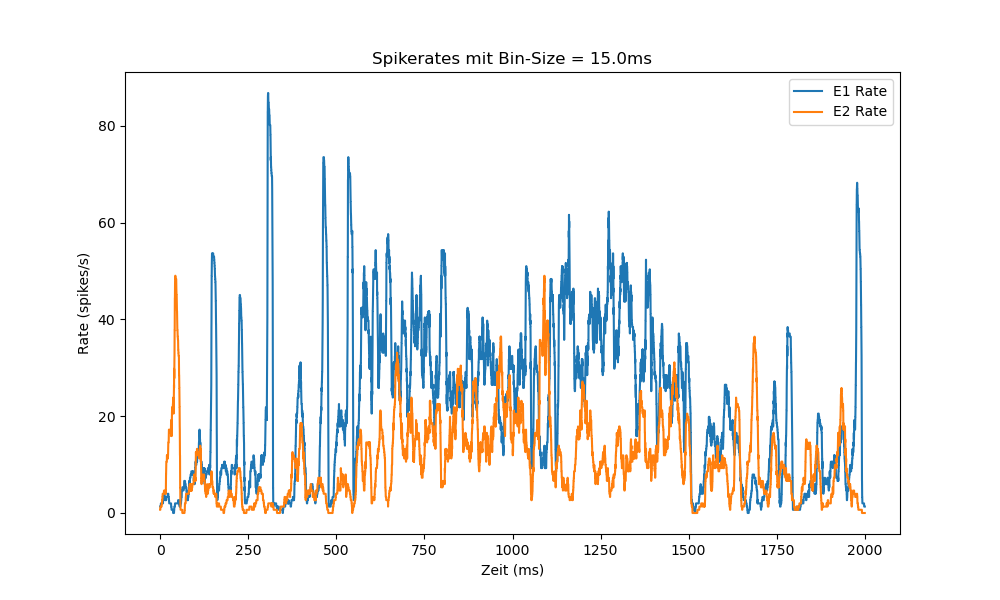 Spikerates mit Bin-Size = 15.0ms
E1 Rate
E2 Rate
80
60
40
20
0
Rate (spikes/s)
0 250 500 750 1000 1250 1500 1750 2000
Zeit (ms)